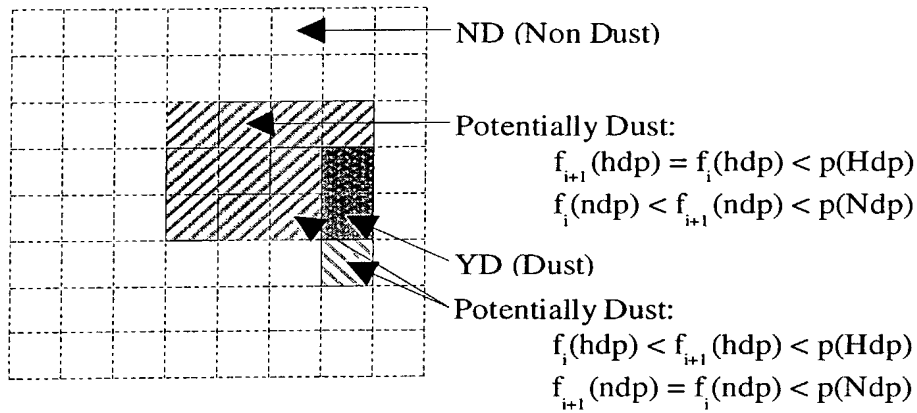 ND (Non Dust)
Potentially Dust:
f_{i+1}(hdp) = f_i(hdp) < p(Hdp)
f_i(ndp) < f_{i+1}(ndp) < p(Ndp)
YD (Dust)
Potentially Dust:
f_i(hdp) < f_{i+1}(hdp) < p(Hdp)
f_{i+1}(ndp) = f_i(ndp) < p(Ndp)